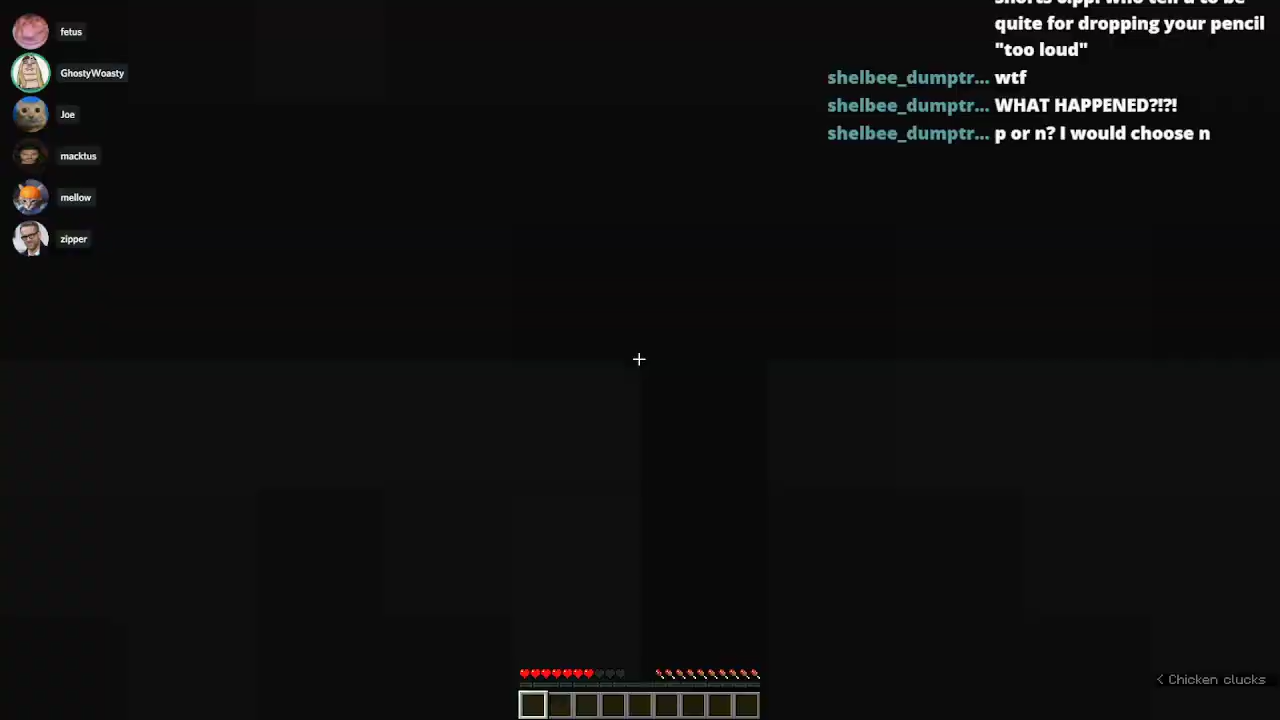 fetus
GhostyWoasty
Joe
macktus
mellow
zipper
quite for dropping your pencil
"too loud"
shelbee_dumptr... wtf
shelbee_dumptr... WHAT HAPPENED?!?!
shelbee_dumptr... p or n? I would choose n
< Chicken clucks